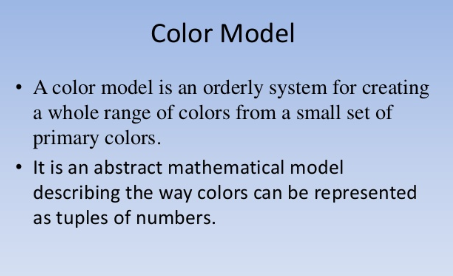 Color Model
• A color model is an orderly system for creating
a whole range of colors from a small set of
primary colors.
• It is an abstract mathematical model
describing the way colors can be represented
as tuples of numbers.